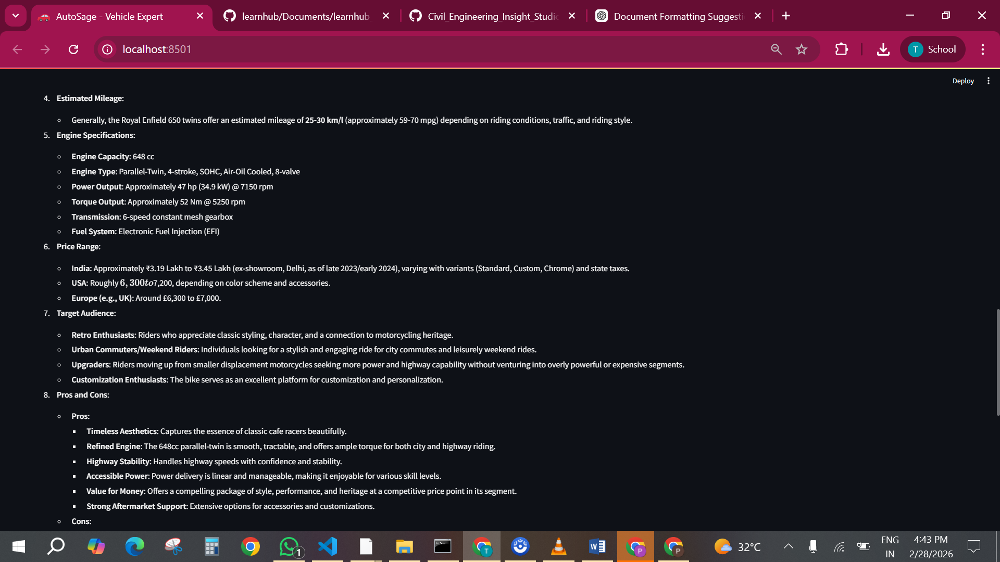 AutoSage - Vehicle Expert
learnhub/Documents/learnhub_
Civil_Engineering_Insight_Studio
Document Formatting Suggesti
localhost:8501
T School
Deploy
4. Estimated Mileage:
Generally, the Royal Enfield 650 twins offer an estimated mileage of 25-30 km/l (approximately 59-70 mpg) depending on riding conditions, traffic, and riding style.
5. Engine Specifications:
Engine Capacity: 648 cc
Engine Type: Parallel-Twin, 4-stroke, SOHC, Air-Oil Cooled, 8-valve
Power Output: Approximately 47 hp (34.9 kW) @ 7150 rpm
Torque Output: Approximately 52 Nm @ 5250 rpm
Transmission: 6-speed constant mesh gearbox
Fuel System: Electronic Fuel Injection (EFI)
6. Price Range:
India: Approximately ₹3.19 Lakh to ₹3.45 Lakh (ex-showroom, Delhi, as of late 2023/early 2024), varying with variants (Standard, Custom, Chrome) and state taxes.
USA: Roughly 6,300to7,200, depending on color scheme and accessories.
Europe (e.g., UK): Around £6,300 to £7,000.
7. Target Audience:
Retro Enthusiasts: Riders who appreciate classic styling, character, and a connection to motorcycling heritage.
Urban Commuters/Weekend Riders: Individuals looking for a stylish and engaging ride for city commutes and leisurely weekend rides.
Upgraders: Riders moving up from smaller displacement motorcycles seeking more power and highway capability without venturing into overly powerful or expensive segments.
Customization Enthusiasts: The bike serves as an excellent platform for customization and personalization.
8. Pros and Cons:
Pros:
Timeless Aesthetics: Captures the essence of classic cafe racers beautifully.
Refined Engine: The 648cc parallel-twin is smooth, tractable, and offers ample torque for both city and highway riding.
Highway Stability: Handles highway speeds with confidence and stability.
Accessible Power: Power delivery is linear and manageable, making it enjoyable for various skill levels.
Value for Money: Offers a compelling package of style, performance, and heritage at a competitive price point in its segment.
Strong Aftermarket Support: Extensive options for accessories and customizations.
Cons:
1
T
P
P
32°C
ENG
IN
4:43 PM
2/28/2026